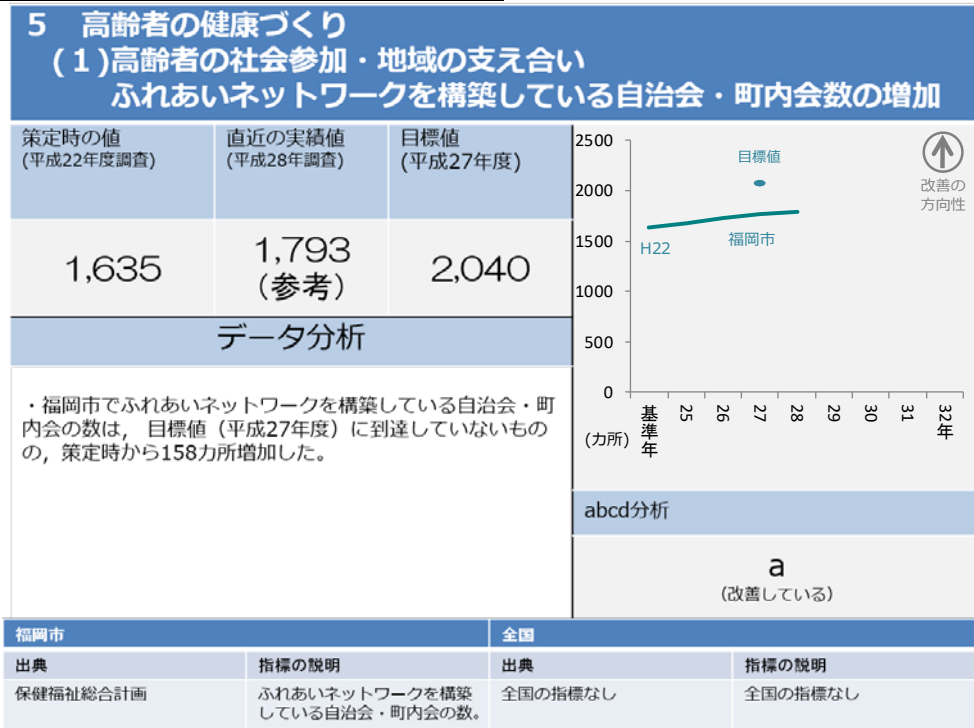 5 高齢者の健康づくり
(1)高齢者の社会参加・地域の支え合い
ふれあいネットワークを構築している自治会・町内会数の増加
策定時の値
(平成22年度調査)
直近の実績値
(平成28年調査)
目標値
(平成27年度)
1,635
1,793
(参考)
2,040
データ分析
・福岡市でふれあいネットワークを構築している自治会・町
内会の数は， 目標値（平成27年度）に到達していないもの
の，策定時から158カ所増加した。
2500
2000
1500
1000
500
0
目標値
H22
福岡市
改善の
方向性
(カ所)
基準年
25
26
27
28
29
30
31
32年
abcd分析
a
(改善している)
福岡市
全国
出典
指標の説明
出典
指標の説明
保健福祉総合計画
ふれあいネットワークを構築
している自治会・町内会の数。
全国の指標なし
全国の指標なし